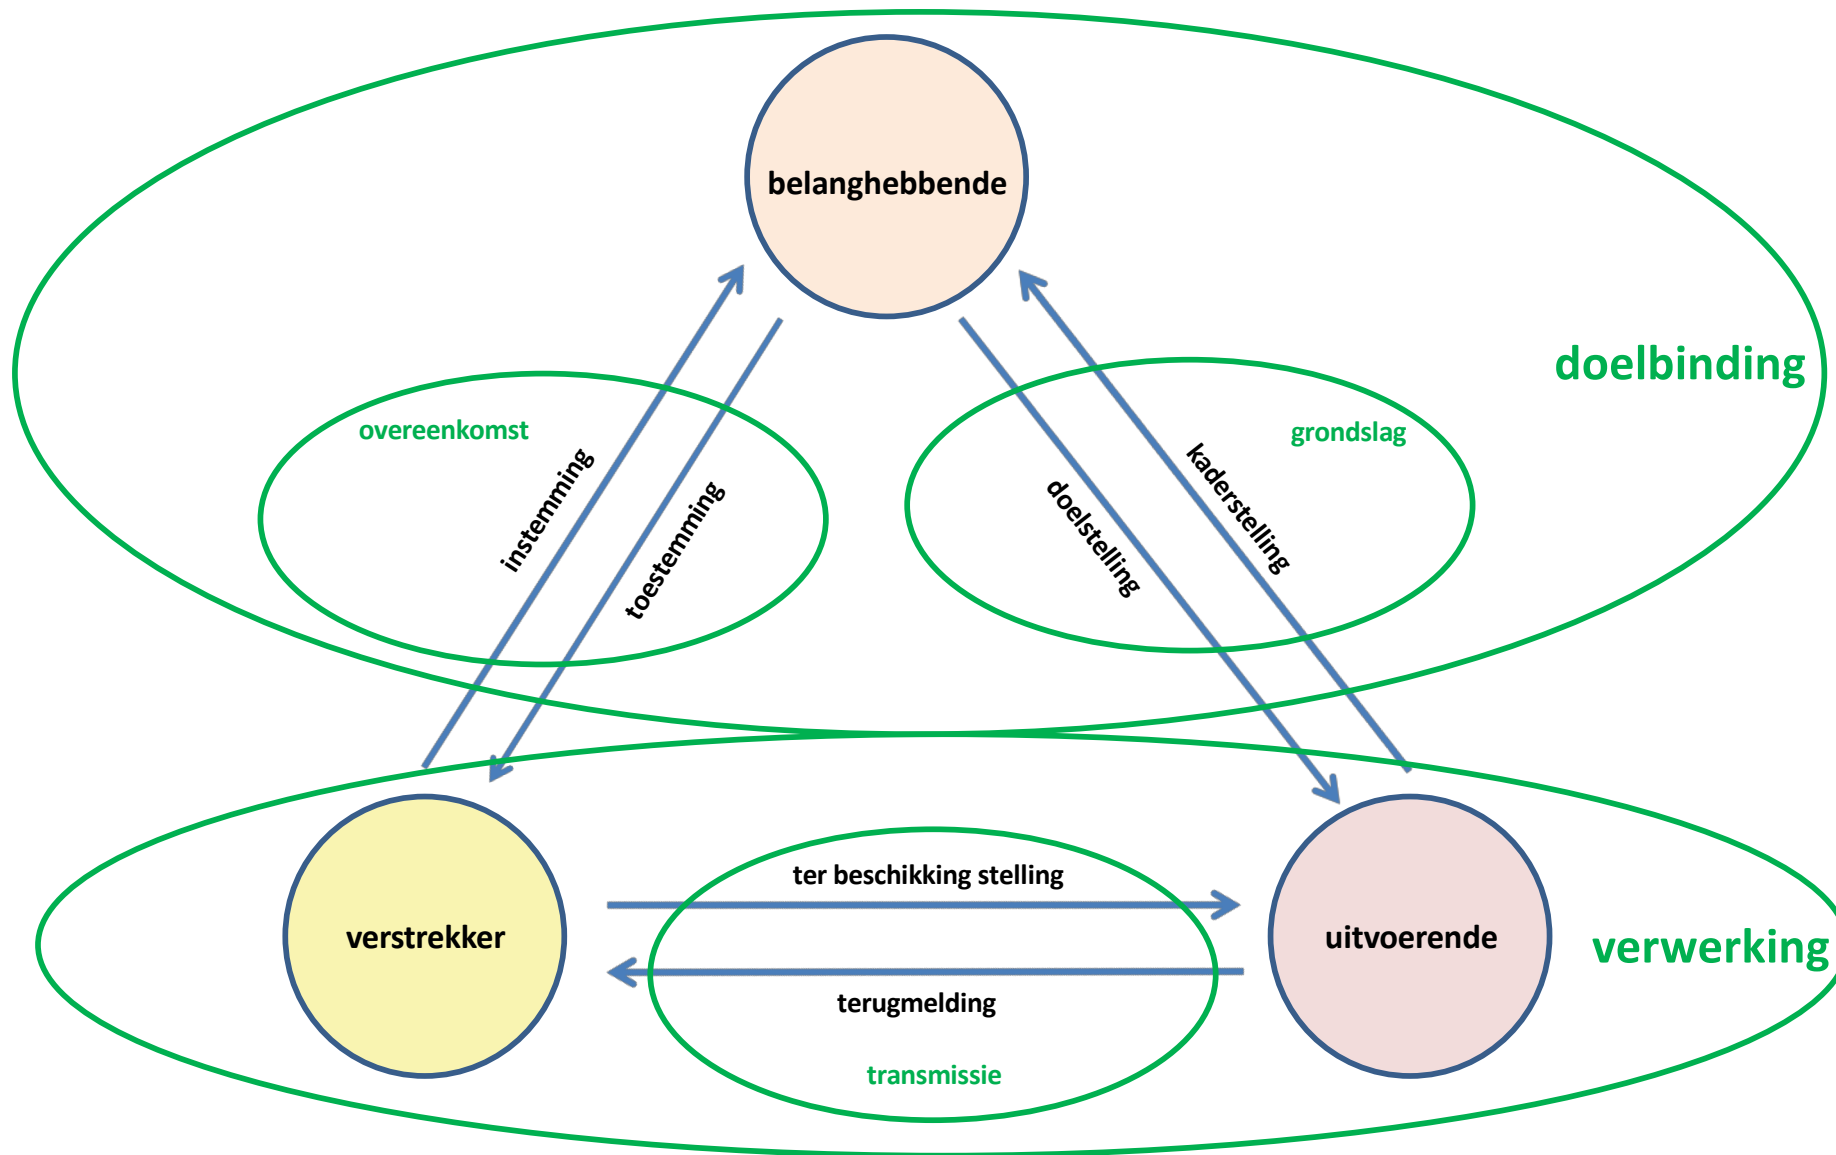 belanghebbende
doelbinding
overeenkomst
grondslag
instemming
toestemming
doelstelling
kaderstelling
ter beschikking stelling
verstrekker
uitvoerende
verwerking
terugmelding
transmissie